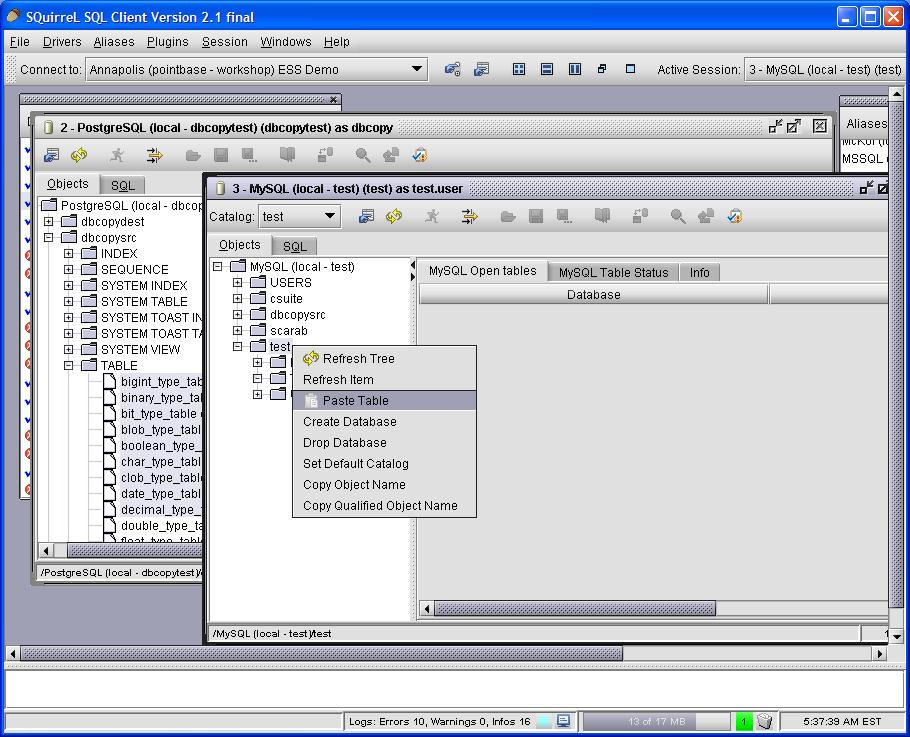 SQuirreL SQL Client Version 2.1 final
File Drivers Aliases Plugins Session Windows Help
Connect to: Annapolis (pointbase - workshop) ESS Demo Active Session: 3 - MySQL (local - test) (test)
Aliases
MSSQL
2 - PostgreSQL (local - dbcopytest) (dbcopytest) as dbcopy
Objects SQL
PostgreSQL (local - dbcop
dbcopydest
dbcopysrc
INDEX
SEQUENCE
SYSTEM INDEX
SYSTEM TABLE
SYSTEM TOAST IN
SYSTEM TOAST TA
SYSTEM VIEW
TABLE
bigint_type_tab
binary_type_tab
bit_type_table
blob_type_tabl
boolean_type_
char_type_tabl
clob_type_tabl
date_type_tabl
decimal_type_t
double_type_ta
float_type_tabl
/PostgreSQL (local - dbcopytest)/
3 - MySQL (local - test) (test) as test.user
Catalog: test
Objects SQL
MySQL (local - test)
USERS
csuite
dbcopysrc
scarab
test
MySQL Open tables MySQL Table Status Info
Database
Refresh Tree
Refresh Item
Paste Table
Create Database
Drop Database
Set Default Catalog
Copy Object Name
Copy Qualified Object Name
/MySQL (local - test)/test
Logs: Errors 10, Warnings 0, Infos 16 13 of 17 MB 1 5:37:39 AM EST